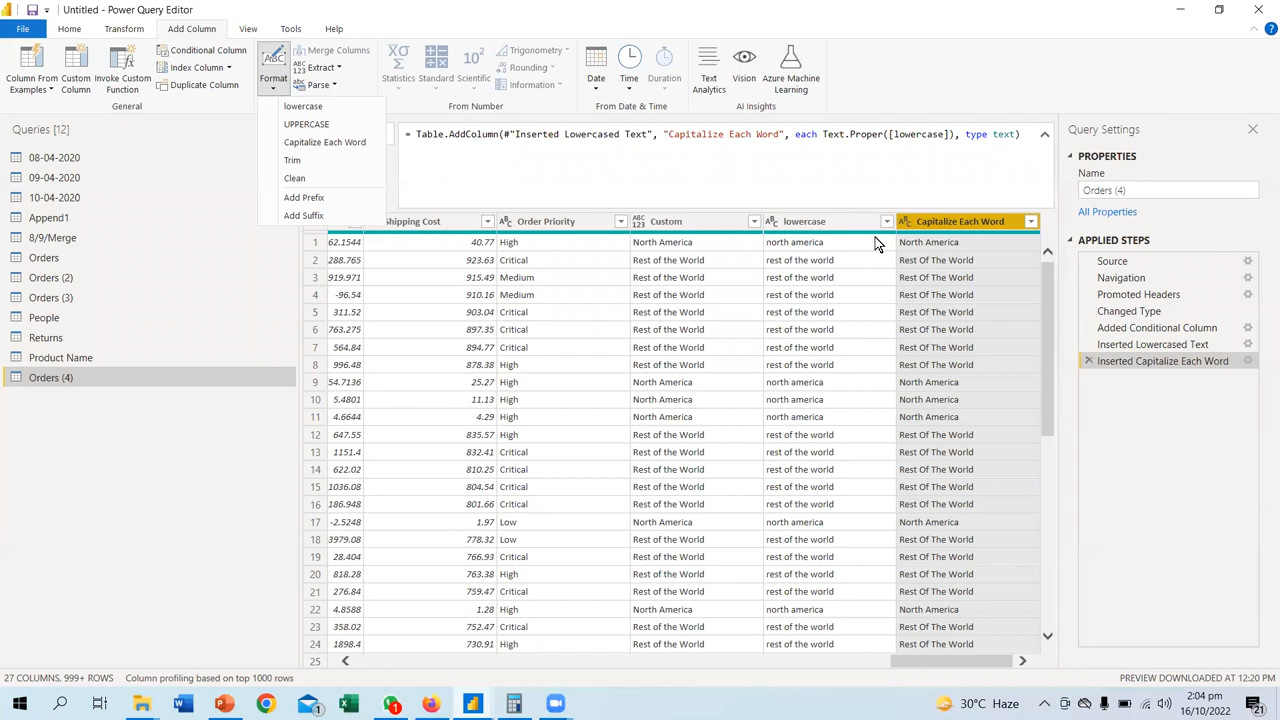 Untitled - Power Query Editor
File
Home
Transform
Add Column
View
Tools
Help
Column From Examples
Custom Column
Invoke Custom Function
Conditional Column
Index Column
Duplicate Column
General
Format
Merge Columns
Extract
Parse
Statistics
Standard
Scientific
Trigonometry
Rounding
Information
From Number
Date
Time
Duration
From Date & Time
Text Analytics
Vision
Azure Machine Learning
AI Insights
lowercase
UPPERCASE
Capitalize Each Word
Trim
Clean
Add Prefix
Add Suffix
Queries [12]
08-04-2020
09-04-2020
10-04-2020
Append1
8/9/Merge
Orders
Orders (2)
Orders (3)
People
Returns
Product Name
Orders (4)
= Table.AddColumn(#"Inserted Lowercased Text", "Capitalize Each Word", each Text.Proper([lowercase]), type text)
Shipping Cost Order Priority Custom lowercase Capitalize Each Word
1 62.1544 40.77 High North America north america North America
2 288.765 923.63 Critical Rest of the World rest of the world Rest Of The World
3 919.971 915.49 Medium Rest of the World rest of the world Rest Of The World
4 -96.54 910.16 Medium Rest of the World rest of the world Rest Of The World
5 311.52 903.04 Critical Rest of the World rest of the world Rest Of The World
6 763.275 897.35 Critical Rest of the World rest of the world Rest Of The World
7 564.84 894.77 Critical Rest of the World rest of the world Rest Of The World
8 996.48 878.38 High Rest of the World rest of the world Rest Of The World
9 54.7136 25.27 High North America north america North America
10 5.4801 11.13 High North America north america North America
11 4.6644 4.29 High North America north america North America
12 647.55 835.57 High Rest of the World rest of the world Rest Of The World
13 1151.4 832.41 Critical Rest of the World rest of the world Rest Of The World
14 622.02 810.25 Critical Rest of the World rest of the world Rest Of The World
15 1036.08 804.54 Critical Rest of the World rest of the world Rest Of The World
16 186.948 801.66 Critical Rest of the World rest of the world Rest Of The World
17 -2.5248 1.97 Low North America north america North America
18 3979.08 778.32 Low Rest of the World rest of the world Rest Of The World
19 28.404 766.93 Critical Rest of the World rest of the world Rest Of The World
20 818.28 763.38 High Rest of the World rest of the world Rest Of The World
21 276.84 759.47 Critical Rest of the World rest of the world Rest Of The World
22 4.8588 1.28 High North America north america North America
23 358.02 752.47 Critical Rest of the World rest of the world Rest Of The World
24 1898.4 730.91 High Rest of the World rest of the world Rest Of The World
25
Query Settings
PROPERTIES
Name
Orders (4)
All Properties
APPLIED STEPS
Source
Navigation
Promoted Headers
Changed Type
Added Conditional Column
Inserted Lowercased Text
Inserted Capitalize Each Word
27 COLUMNS, 999+ ROWS Column profiling based on top 1000 rows
PREVIEW DOWNLOADED AT 12:20 PM
30°C Haze
2:04 pm
16/10/2022
21